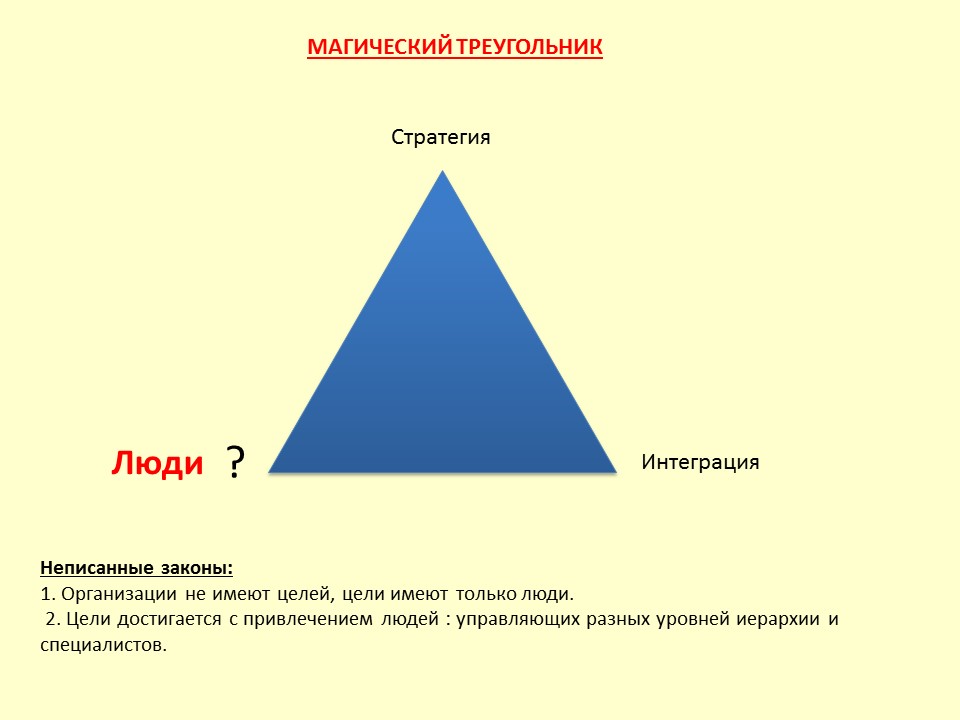 МАГИЧЕСКИЙ ТРЕУГОЛЬНИК
Стратегия
Люди ?
Интеграция
Неписанные законы:
1. Организации не имеют целей, цели имеют только люди.
2. Цели достигается с привлечением людей : управляющих разных уровней иерархии и
специалистов.